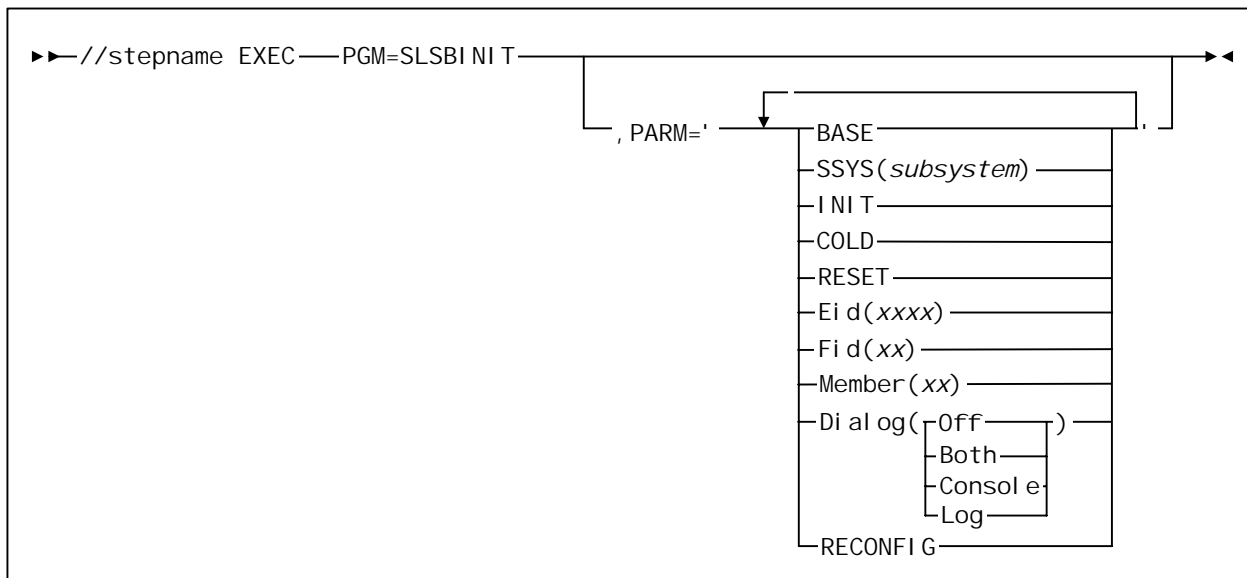 //stepname EXEC PGM=SLSBINIT
,PARM=' BASE '
SSYS(subsystem)
INIT
COLD
RESET
Eid(xxxx)
Fid(xx)
Member(xx)
Dialog( Off )
Both
Console
Log
RECONFIG